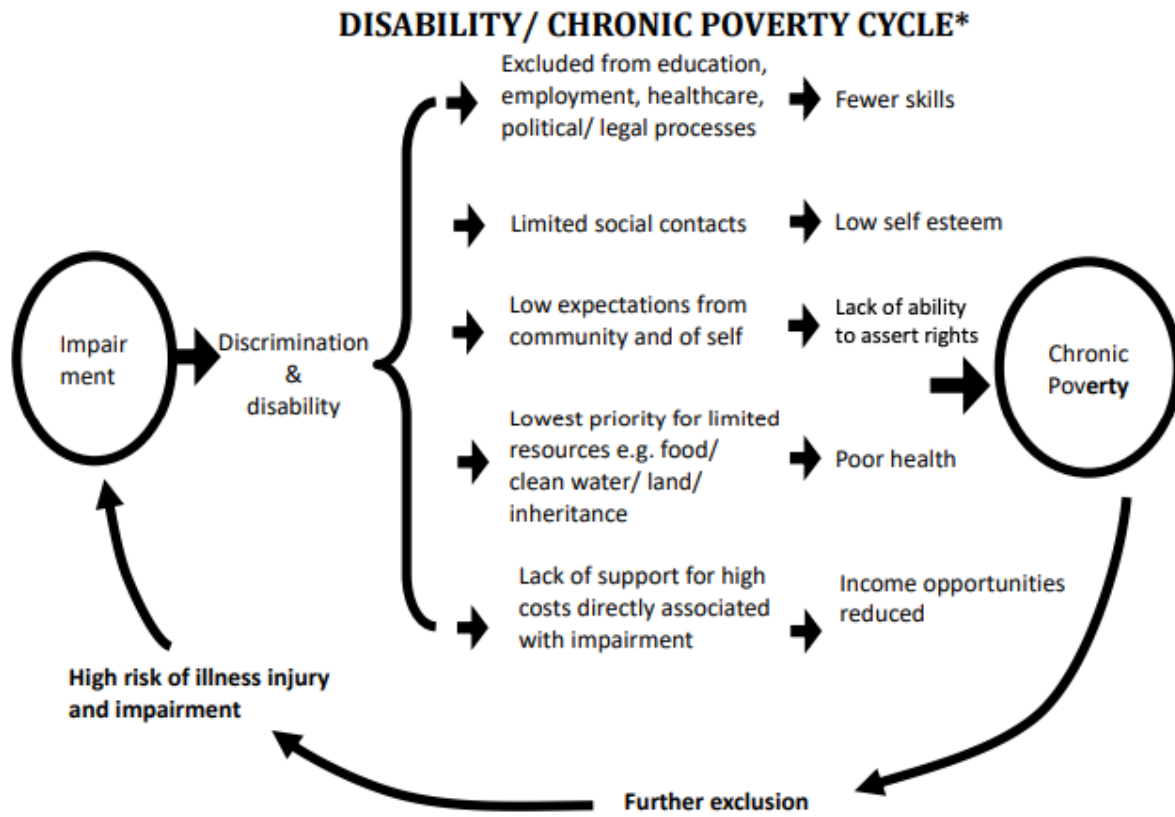 DISABILITY/ CHRONIC POVERTY CYCLE*
Impair
ment
Discrimination
&
disability
Excluded from education,
employment, healthcare,
political/ legal processes
Fewer skills
Limited social contacts
Low self esteem
Low expectations from
community and of self
Lack of ability
to assert rights
Lowest priority for limited
resources e.g. food/
clean water/ land/
inheritance
Poor health
Lack of support for high
costs directly associated
with impairment
Income opportunities
reduced
Chronic
Poverty
Further exclusion
High risk of illness injury
and impairment